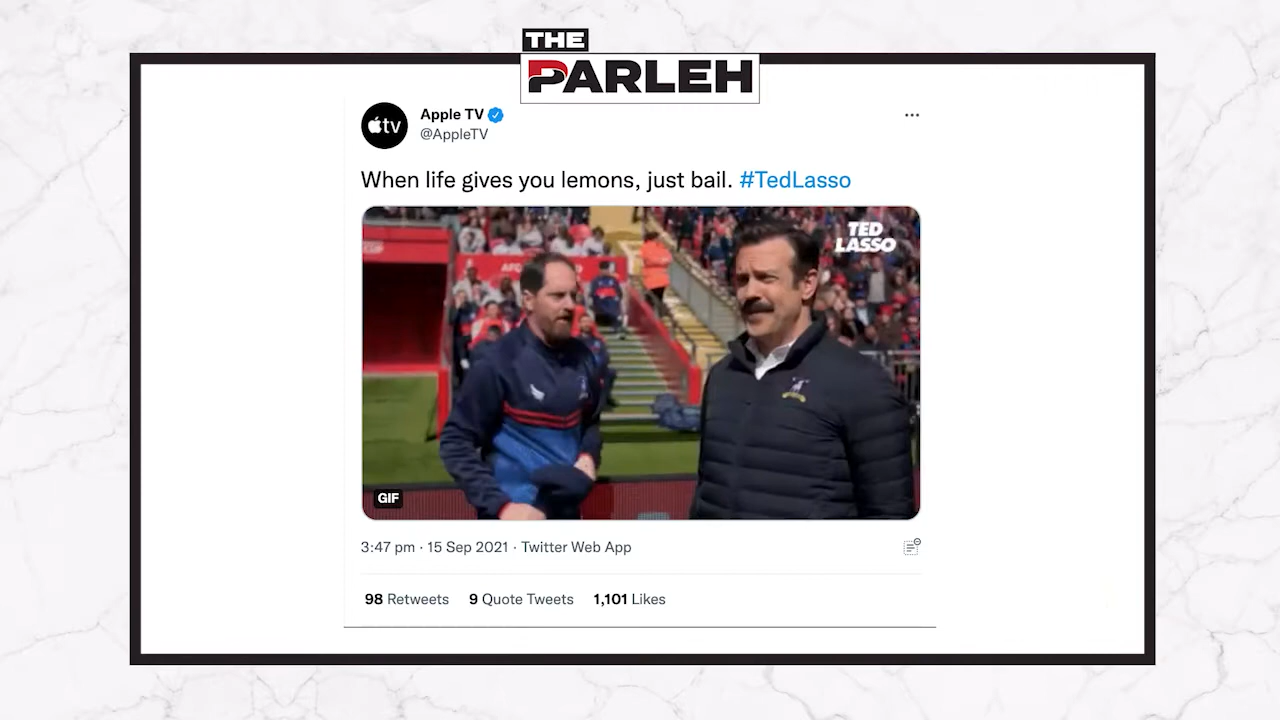 THE
PARLEH
tv
Apple TV
@AppleTV
When life gives you lemons, just bail. #TedLasso
TED
LASSO
GIF
3:47 pm · 15 Sep 2021 · Twitter Web App
98 Retweets 9 Quote Tweets 1,101 Likes